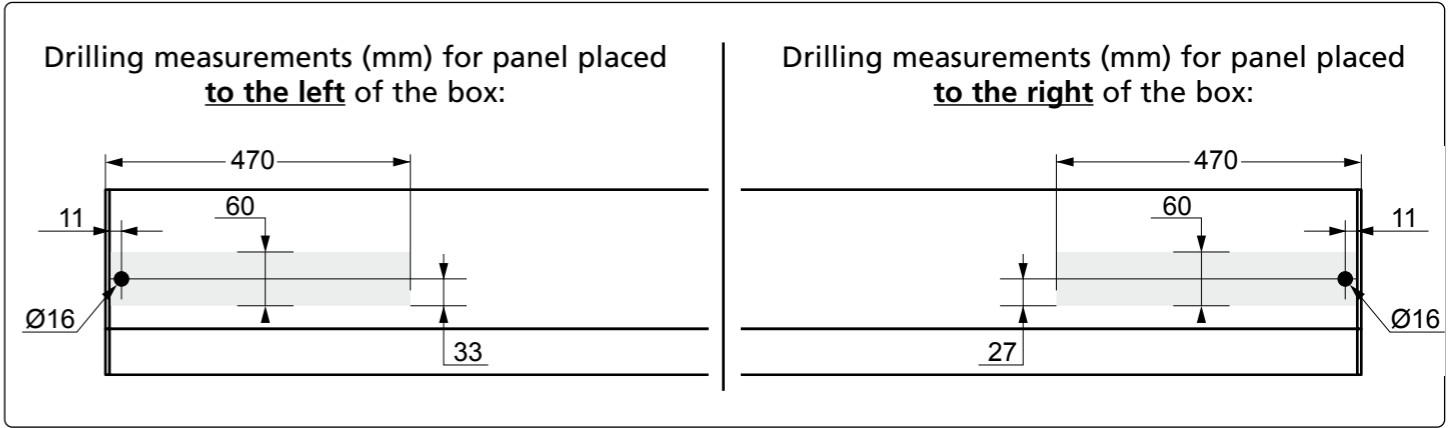 Drilling measurements (mm) for panel placed
to the left of the box:
470
60
11
Ø16
33
Drilling measurements (mm) for panel placed
to the right of the box:
470
60
11
Ø16
27